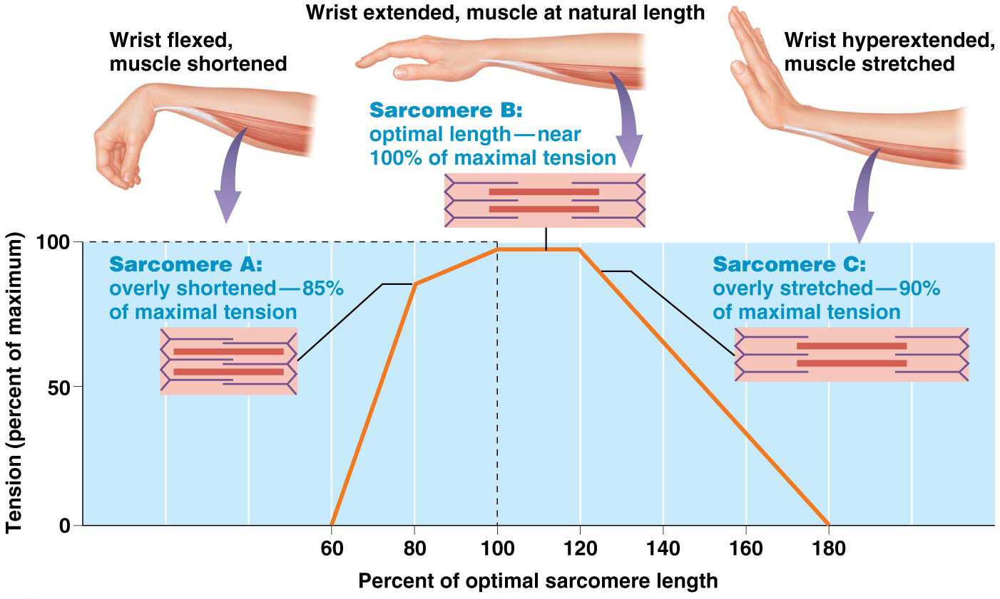 Wrist extended, muscle at natural length
Wrist flexed,
muscle shortened
Wrist hyperextended,
muscle stretched
Sarcomere B:
optimal length—near
100% of maximal tension
Sarcomere A:
overly shortened—85%
of maximal tension
Sarcomere C:
overly stretched—90%
of maximal tension
Tension (percent of maximum)
100
50
0
60 80 100 120 140 160 180
Percent of optimal sarcomere length